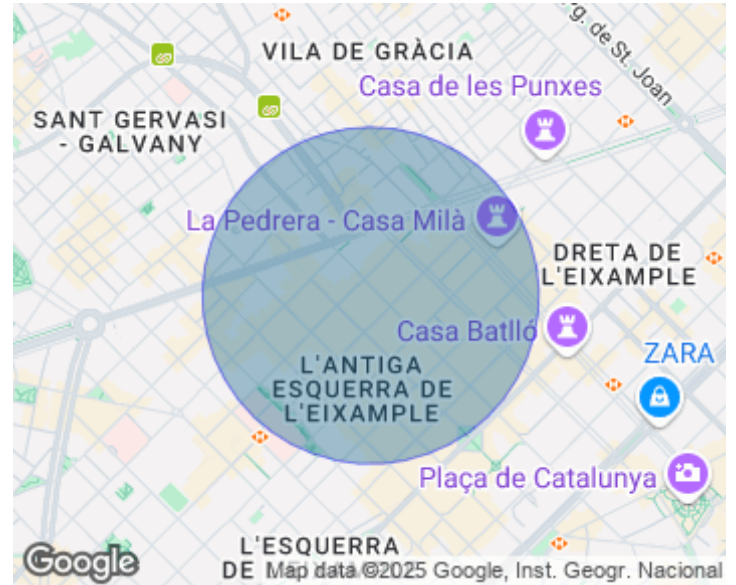 rg. de St. Joan
VILA DE GRÀCIA
Casa de les Punxes
SANT GERVASI
- GALVANY
La Pedrera - Casa Milà
DRETA DE
L'EIXAMPLE
Casa Batlló
ZARA
L'ANTIGA
ESQUERRA DE
L'EIXAMPLE
Plaça de Catalunya
L'ESQUERRA
DE
Google
Map data ©2025 Google, Inst. Geogr. Nacional